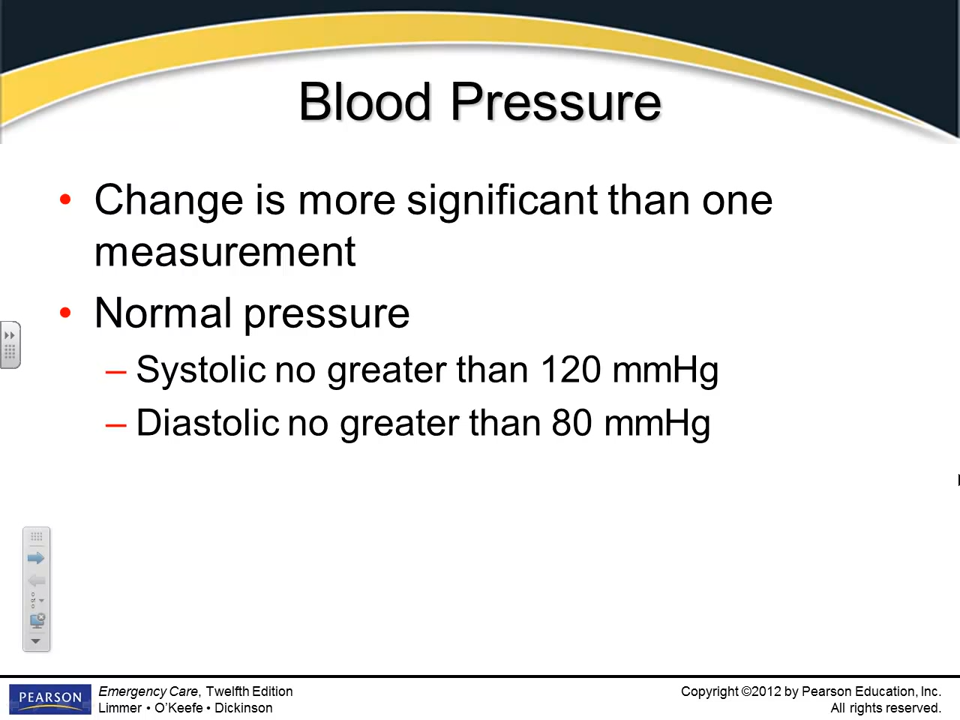 Blood Pressure
• Change is more significant than one
measurement
• Normal pressure
– Systolic no greater than 120 mmHg
– Diastolic no greater than 80 mmHg
PEARSON
Emergency Care, Twelfth Edition
Limmer • O'Keefe • Dickinson
Copyright ©2012 by Pearson Education, Inc.
All rights reserved.